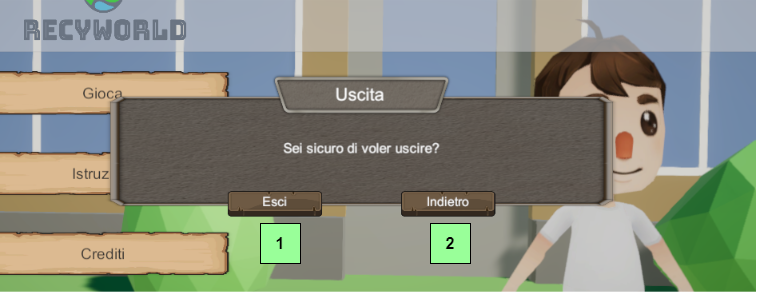 RECYWORLD
Gioca
Uscita
Sei sicuro di voler uscire?
Istruz
Esci
Indietro
1
2
Crediti